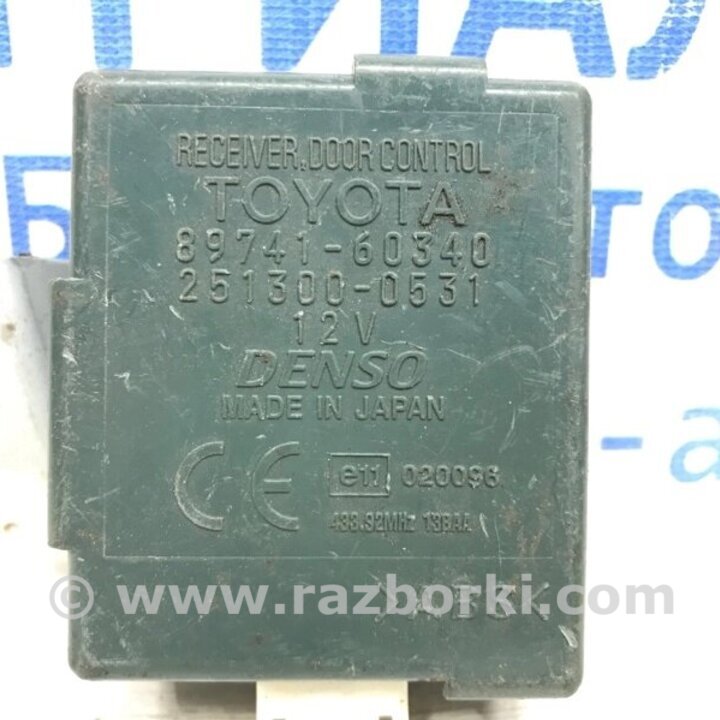 RECEIVER, DOOR CONTROL
TOYOTA
89741-60340
251300-0531
12V
DENSO
MADE IN JAPAN
CE e11 020096
433.92MHz 13BAA
© www.razborki.com